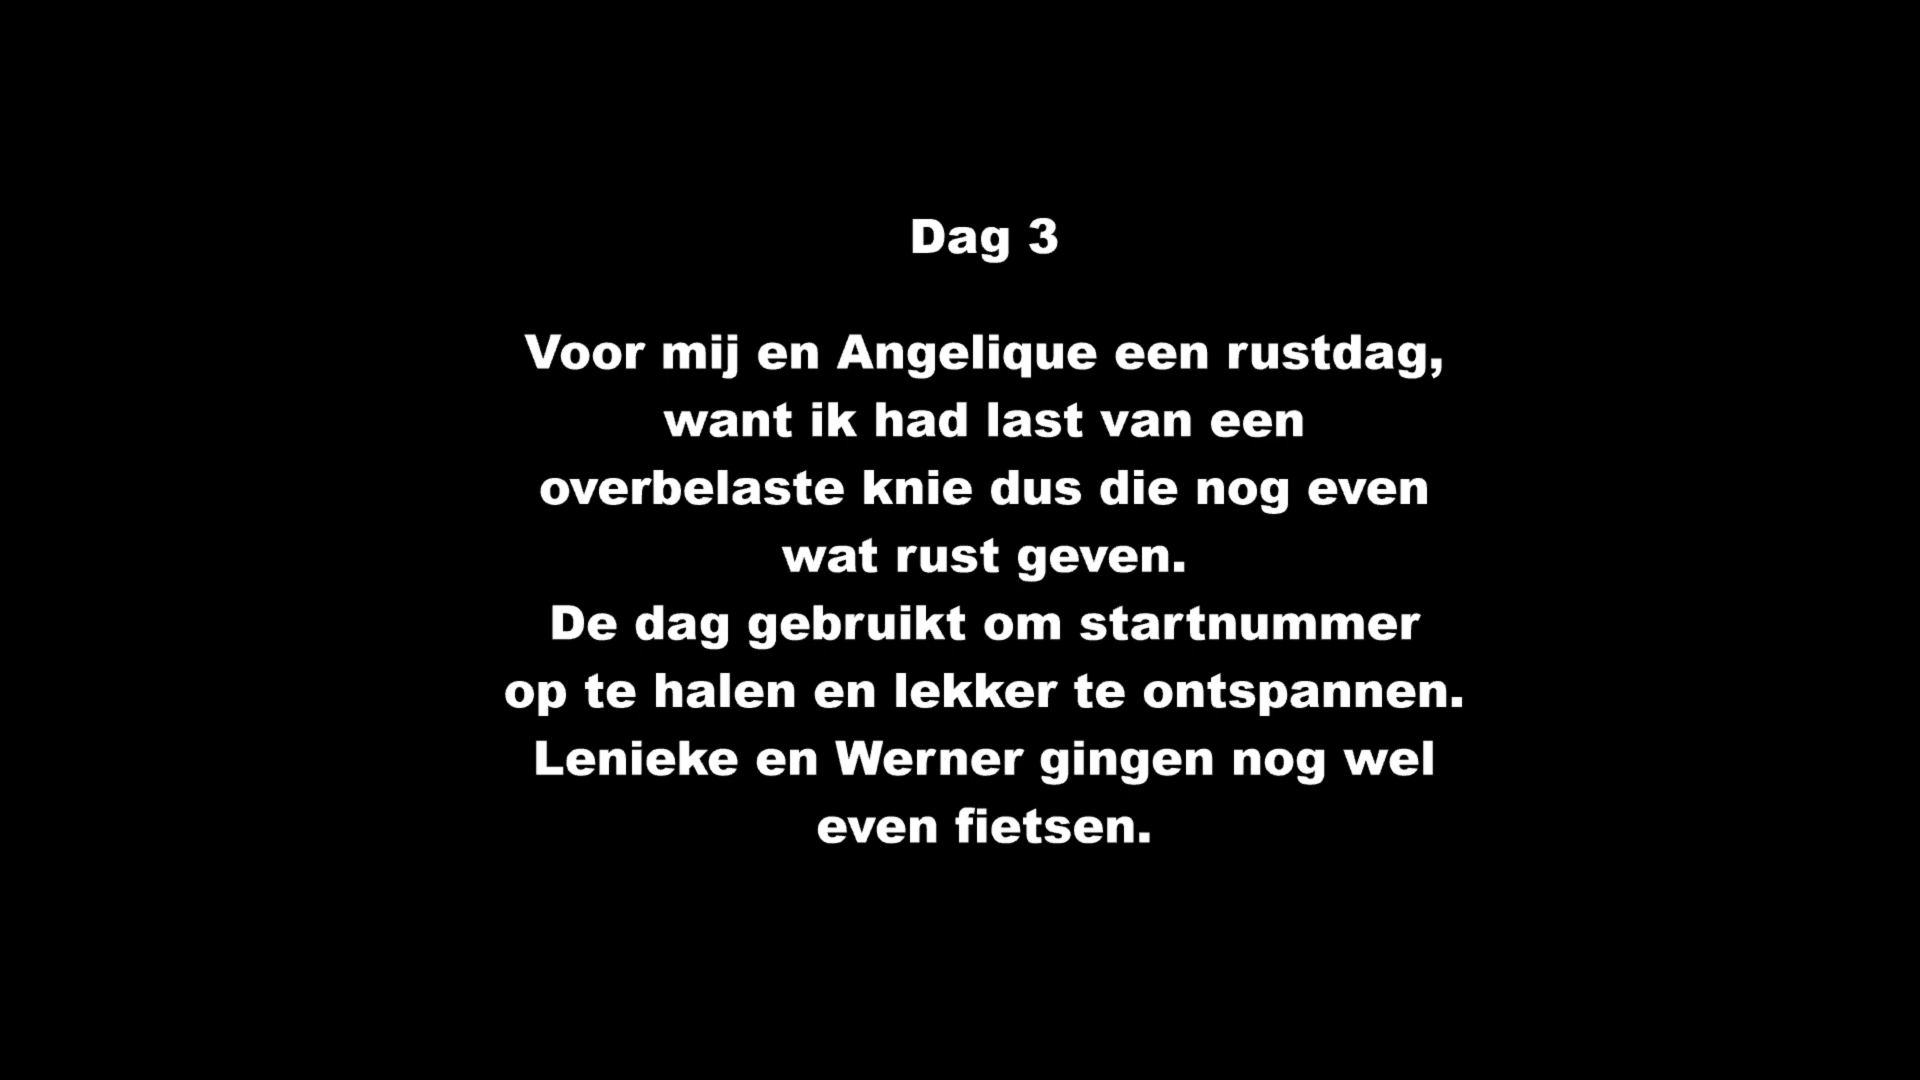 Dag 3
Voor mij en Angelique een rustdag,
want ik had last van een
overbelaste knie dus die nog even
wat rust geven.
De dag gebruikt om startnummer
op te halen en lekker te ontspannen.
Lenieke en Werner gingen nog wel
even fietsen.